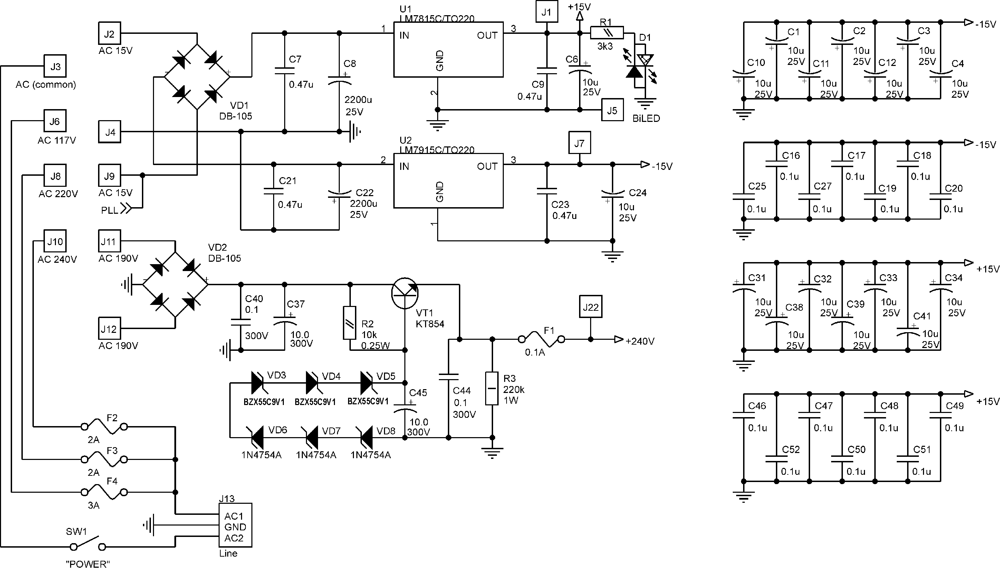 J2
AC 15V
J3
AC (common)
J6
AC 117V
J4
J8
AC 220V
J9
AC 15V
PLL
J10
AC 240V
J11
AC 190V
J12
AC 190V
VD1
DB-105
- +
C7
0.47u
C8
+
2200u
25V
U1
LM7815C/TO220
1 IN
OUT 3
GND
2
J1
+15V
R1
3k3
D1
BiLED
C9
0.47u
C6
+
10u
25V
J5
C21
0.47u
C22
+
2200u
25V
U2
LM7915C/TO220
2 IN
OUT 3
GND
1
J7
-15V
C23
0.47u
C24
+
10u
25V
VD2
DB-105
- +
C40
0.1
300V
C37
+
10.0
300V
R2
10k
0.25W
VT1
KT854
J22
F1
0.1A
+240V
VD3
BZX55C9V1
VD4
BZX55C9V1
VD5
BZX55C9V1
VD6
1N4754A
VD7
1N4754A
VD8
1N4754A
C45
+
10.0
300V
C44
0.1
300V
R3
220k
1W
F2
2A
F3
2A
F4
3A
J13
AC1
GND
AC2
Line
SW1
"POWER"
-15V
C1
+
10u
25V
C2
+
10u
25V
C3
+
10u
25V
C10
+
10u
25V
C11
+
10u
25V
C12
+
10u
25V
C4
+
10u
25V
-15V
C16
0.1u
C17
0.1u
C18
0.1u
C25
0.1u
C27
0.1u
C19
0.1u
C20
0.1u
+15V
C31
+
10u
25V
C32
+
10u
25V
C33
+
10u
25V
C34
+
10u
25V
C38
+
10u
25V
C39
+
10u
25V
C41
+
10u
25V
+15V
C46
0.1u
C47
0.1u
C48
0.1u
C49
0.1u
C52
0.1u
C50
0.1u
C51
0.1u